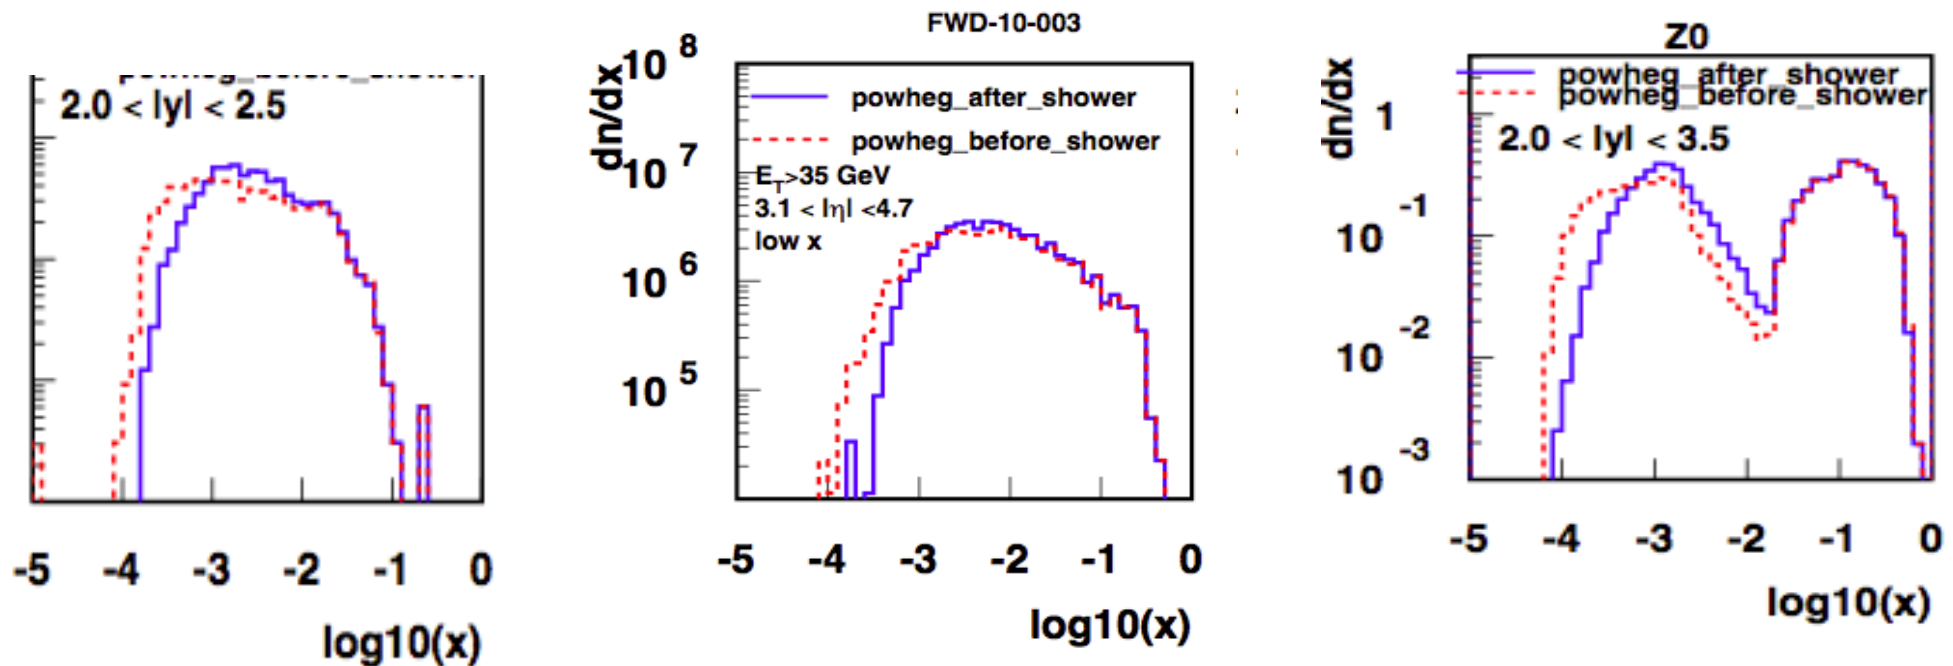 powheg_before_shower
2.0 < |y| < 2.5
-5 -4 -3 -2 -1 0
log10(x)
FWD-10-003
dn/dx
10 8
10 7
10 6
10 5
powheg_after_shower
powheg_before_shower
E_T>35 GeV
3.1 < |η| <4.7
low x
-5 -4 -3 -2 -1 0
log10(x)
Z0
dn/dx
1
10 -1
10 -2
10 -3
powheg_after_shower
powheg_before_shower
2.0 < |y| < 3.5
-5 -4 -3 -2 -1 0
log10(x)